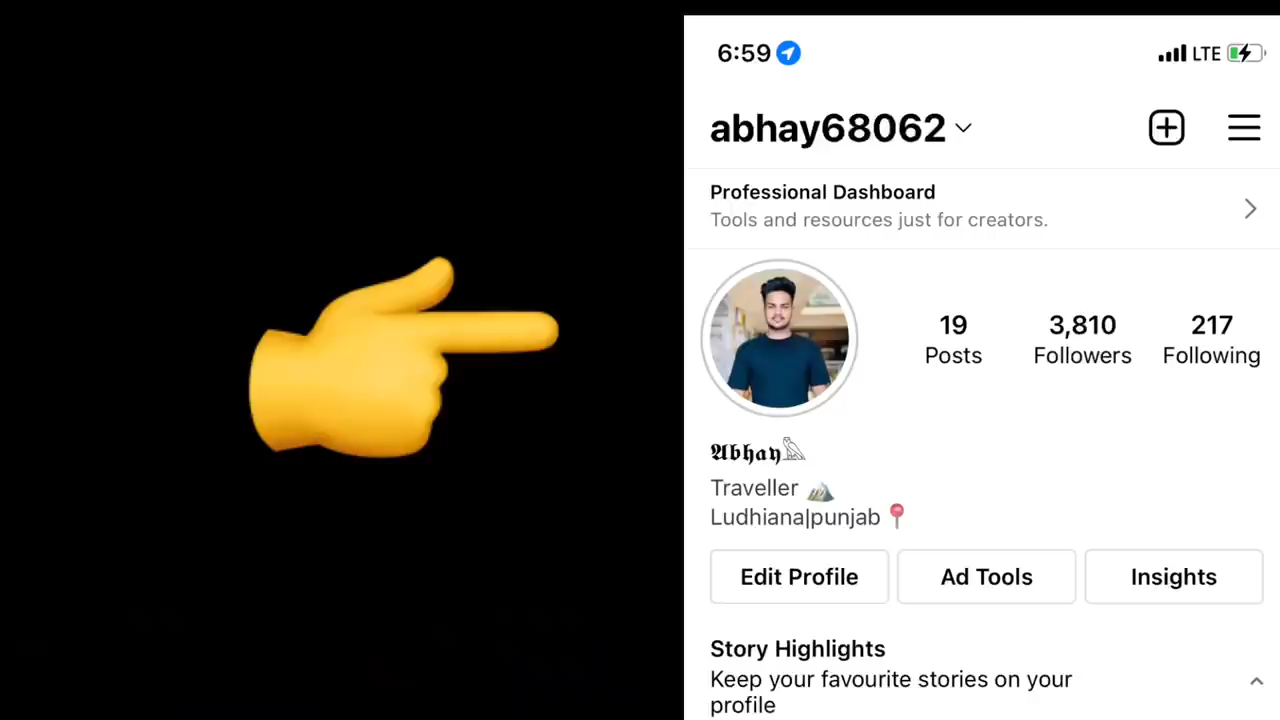 6:59
LTE
abhay68062
Professional Dashboard
Tools and resources just for creators.
19 3,810 217
Posts Followers Following
𝕬𝖇𝖍𝖆𝖞𓅓
Traveller 🏔️
Ludhiana|punjab📍
Edit Profile Ad Tools Insights
Story Highlights
Keep your favourite stories on your
profile